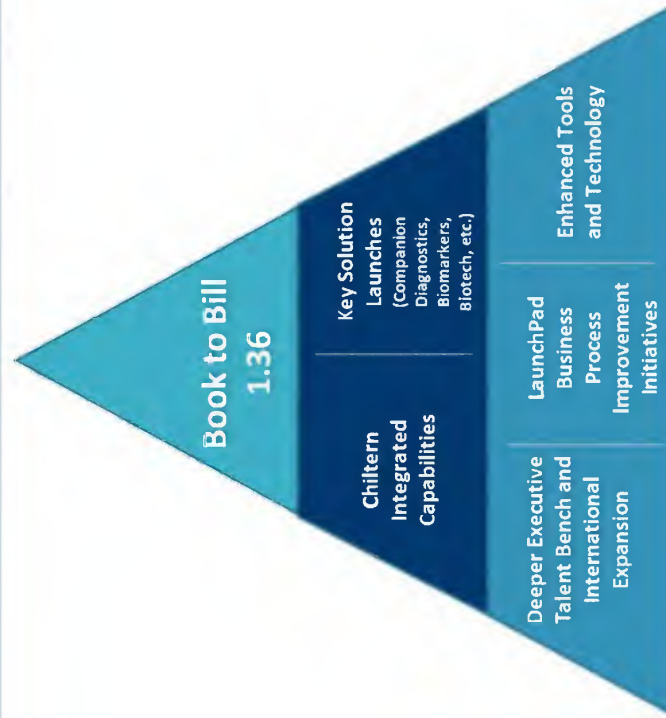 Book to Bill
1.36
Chiltern
Integrated
Capabilities
Key Solution
Launches
(Companion
Diagnostics,
Biomarkers,
Biotech, etc.)
Deeper Executive
Talent Bench and
International
Expansion
LaunchPad
Business
Process
Improvement
Initiatives
Enhanced Tools
and Technology